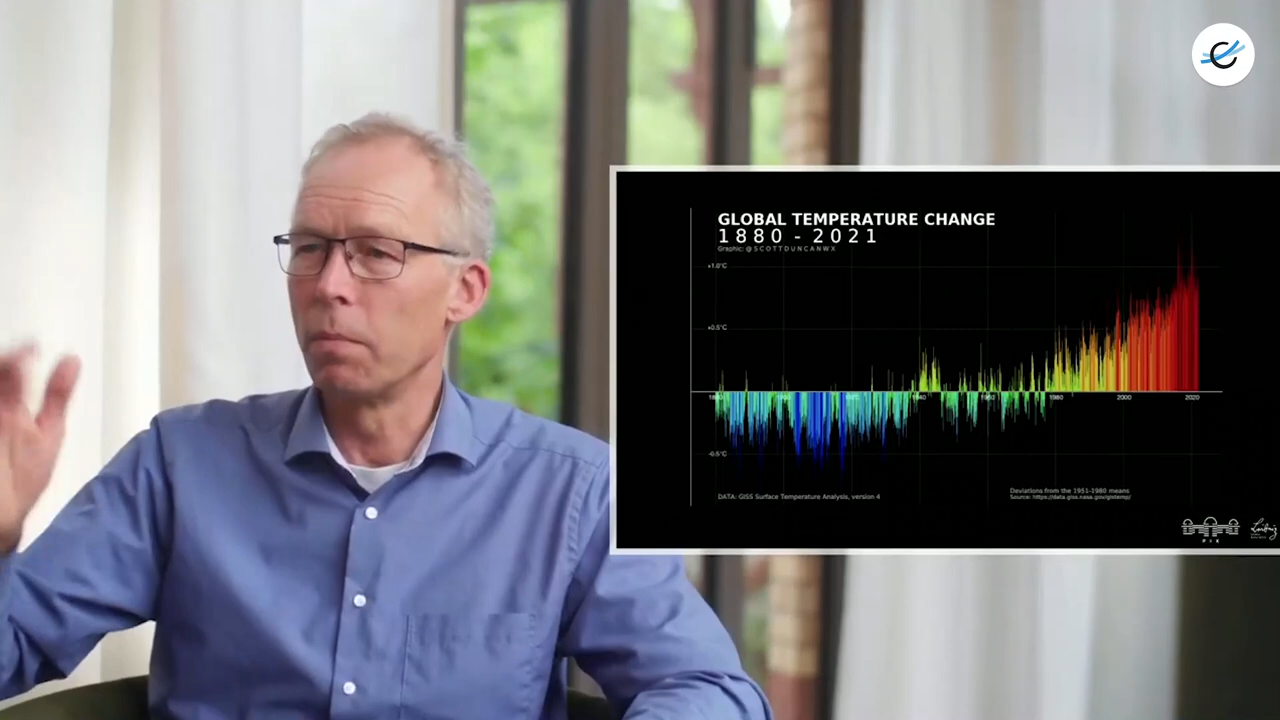 GLOBAL TEMPERATURE CHANGE
1880 - 2021
Graphic: @SCOTTDUNCANWX
+1.0°C
+0.5°C
1940 1960 1980 2000 2020
-0.5°C
Deviations from the 1951-1980 means
DATA: GISS Surface Temperature Analysis, version 4
Source: https://data.giss.nasa.gov/gistemp/
PIK